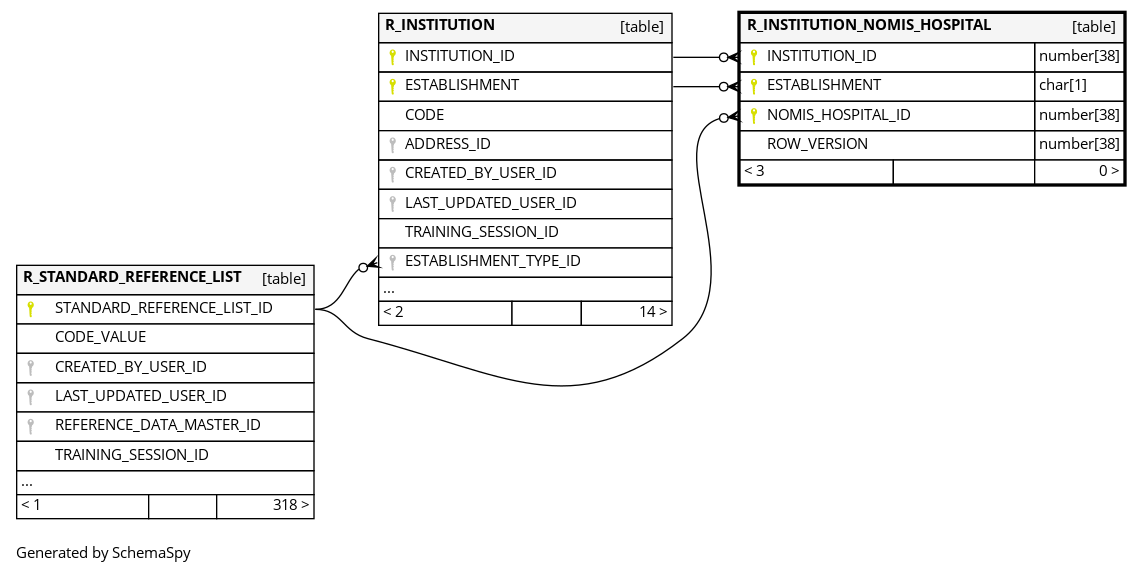 R_INSTITUTION [table]
INSTITUTION_ID
ESTABLISHMENT
CODE
ADDRESS_ID
CREATED_BY_USER_ID
LAST_UPDATED_USER_ID
TRAINING_SESSION_ID
ESTABLISHMENT_TYPE_ID
...
< 2 14 >
R_INSTITUTION_NOMIS_HOSPITAL [table]
INSTITUTION_ID number[38]
ESTABLISHMENT char[1]
NOMIS_HOSPITAL_ID number[38]
ROW_VERSION number[38]
< 3 0 >
R_STANDARD_REFERENCE_LIST [table]
STANDARD_REFERENCE_LIST_ID
CODE_VALUE
CREATED_BY_USER_ID
LAST_UPDATED_USER_ID
REFERENCE_DATA_MASTER_ID
TRAINING_SESSION_ID
...
< 1 318 >
Generated by SchemaSpy